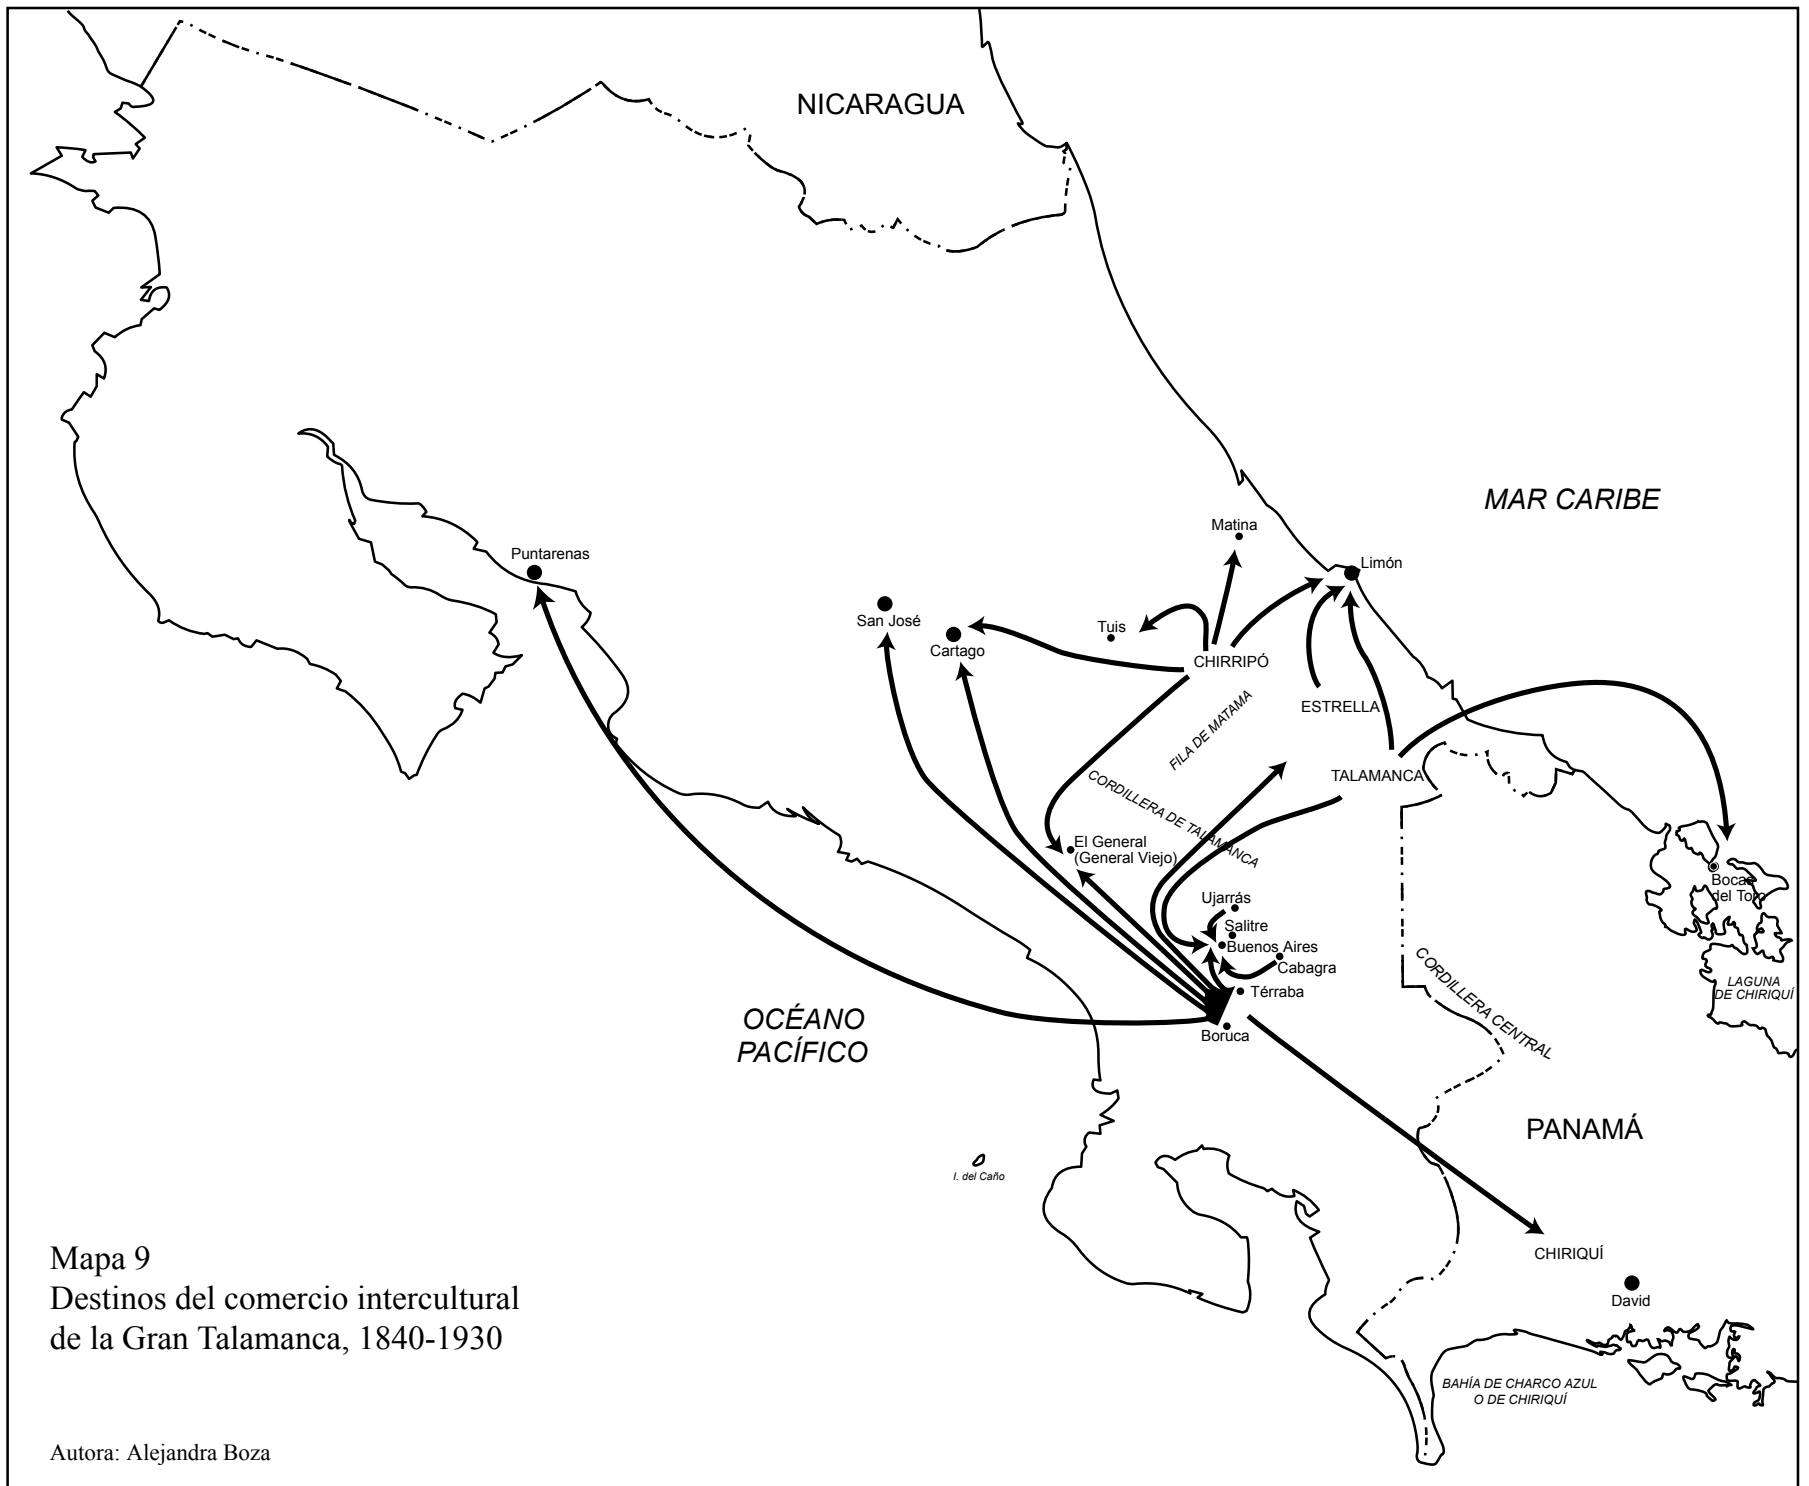 NICARAGUA
MAR CARIBE
Matina
Puntarenas
Limón
San José
Tuis
Cartago
CHIRRIPÓ
ESTRELLA
FILA DE MATAMA
TALAMANCA
CORDILLERA DE TALAMANCA
El General
(General Viejo)
Bocas
del Toro
Ujarrás
Salitre
Buenos Aires
Cabagra
CORDILLERA CENTRAL
LAGUNA
DE CHIRIQUÍ
Térraba
OCÉANO
PACÍFICO
Boruca
PANAMÁ
I. del Caño
CHIRIQUÍ
David
Mapa 9
Destinos del comercio intercultural
de la Gran Talamanca, 1840-1930
BAHÍA DE CHARCO AZUL
O DE CHIRIQUÍ
Autora: Alejandra Boza